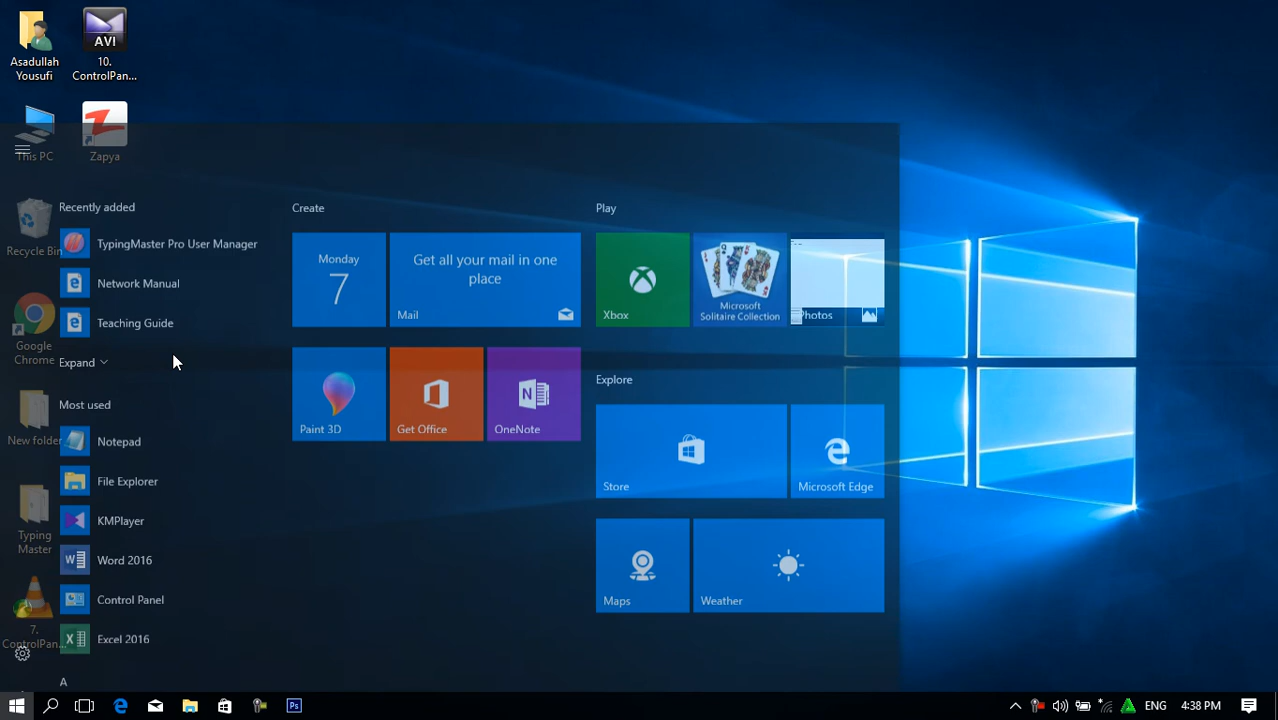 Asadullah
Yousufi
AVI
10.
ControlPan...
This PC
Zapya
Recycle Bin
Google
Chrome
New folder
Typing
Master
7.
ControlPan...
Recently added
TypingMaster Pro User Manager
Network Manual
Teaching Guide
Expand
Most used
Notepad
File Explorer
KMPlayer
Word 2016
Control Panel
Excel 2016
A
Create
Monday
7
Get all your mail in one
place
Mail
Paint 3D
Get Office
OneNote
Play
Xbox
Microsoft
Solitaire Collection
Photos
Explore
Store
Microsoft Edge
Maps
Weather
Ps
ENG
4:38 PM